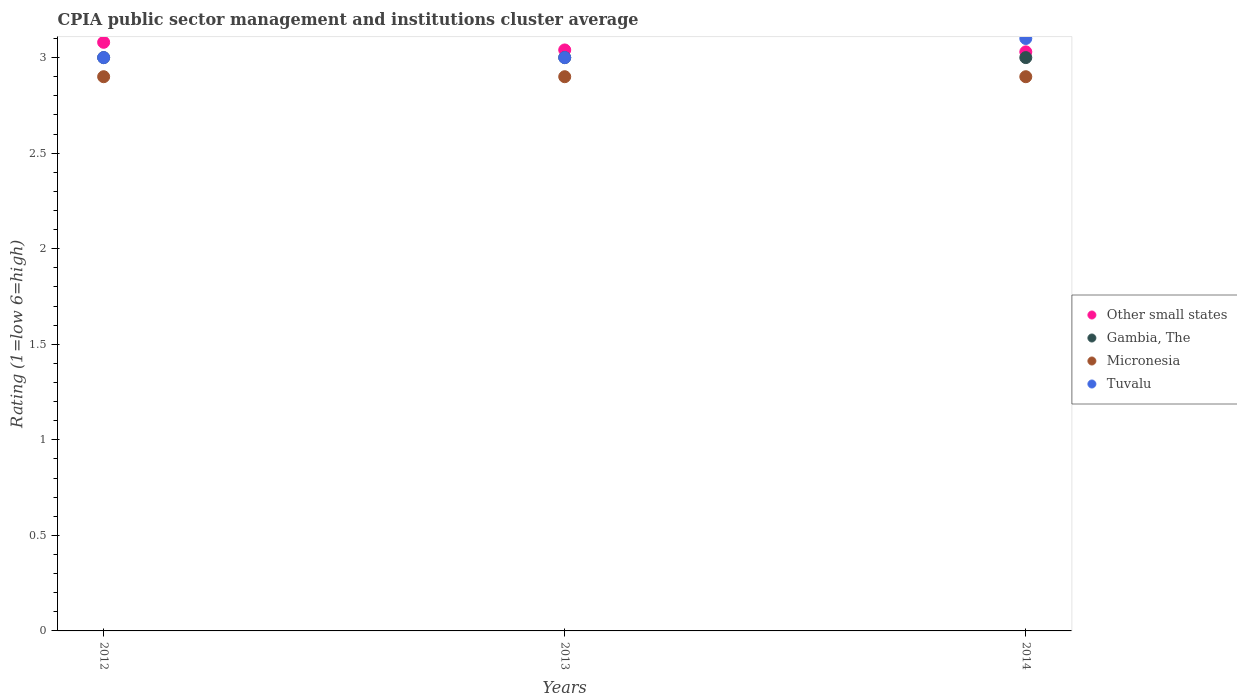 CPIA public sector management and institutions cluster average
Rating (1=low 6=high)
3
2.5
2
1.5
1
0.5
0
2012
2013
2014
Years
Other small states
Gambia, The
Micronesia
Tuvalu